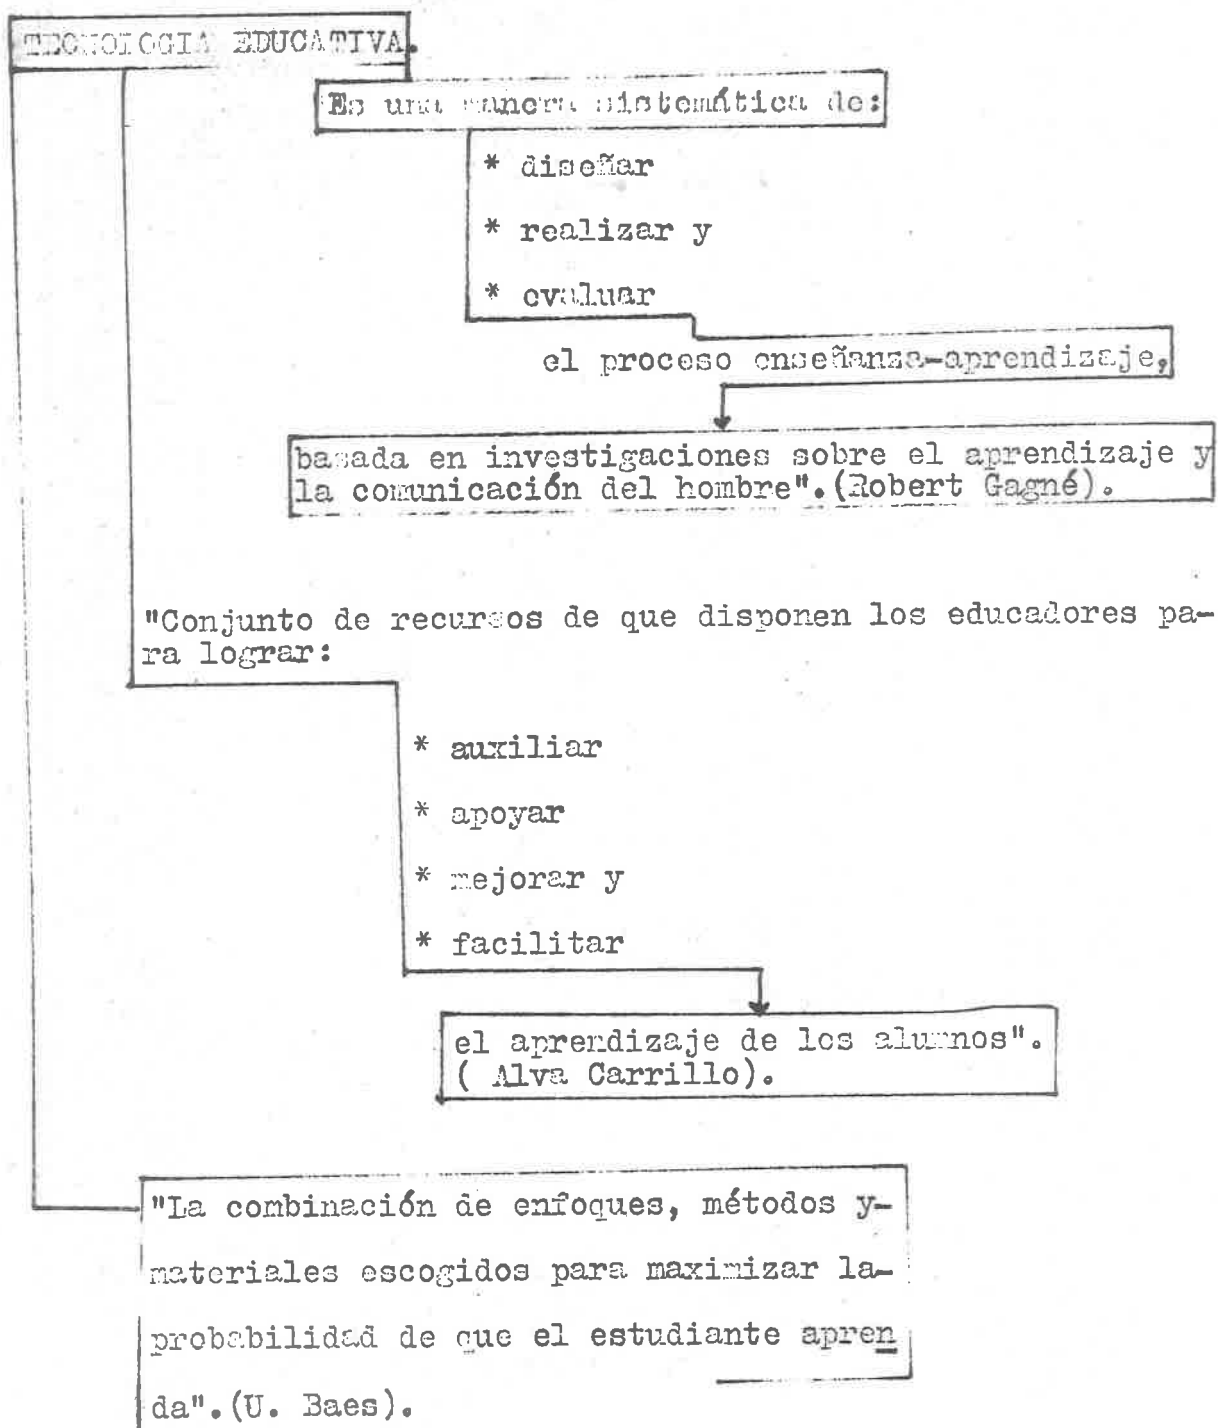 TECNOLOGIA EDUCATIVA.
Es una manera sistemática de:
* diseñar
* realizar y
* evaluar
el proceso enseñanza-aprendizaje,
basada en investigaciones sobre el aprendizaje y
la comunicación del hombre".(Robert Gagné).
"Conjunto de recursos de que disponen los educadores pa-
ra lograr:
* auxiliar
* apoyar
* mejorar y
* facilitar
el aprendizaje de los alumnos".
( Alva Carrillo).
"La combinación de enfoques, métodos y-
materiales escogidos para maximizar la-
probabilidad de que el estudiante apren
da".(U. Baes).